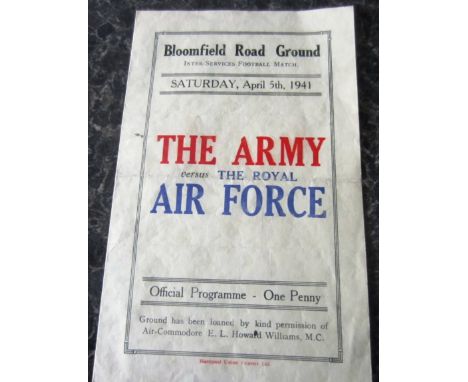 Bloomfield Road Ground
Inter-Services Football Match.
SATURDAY, April 5th, 1941
THE ARMY
versus THE ROYAL
AIR FORCE
Official Programme - One Penny
Ground has been loaned by kind permission of
Air-Commodore E. L. Howard Williams, M.C.